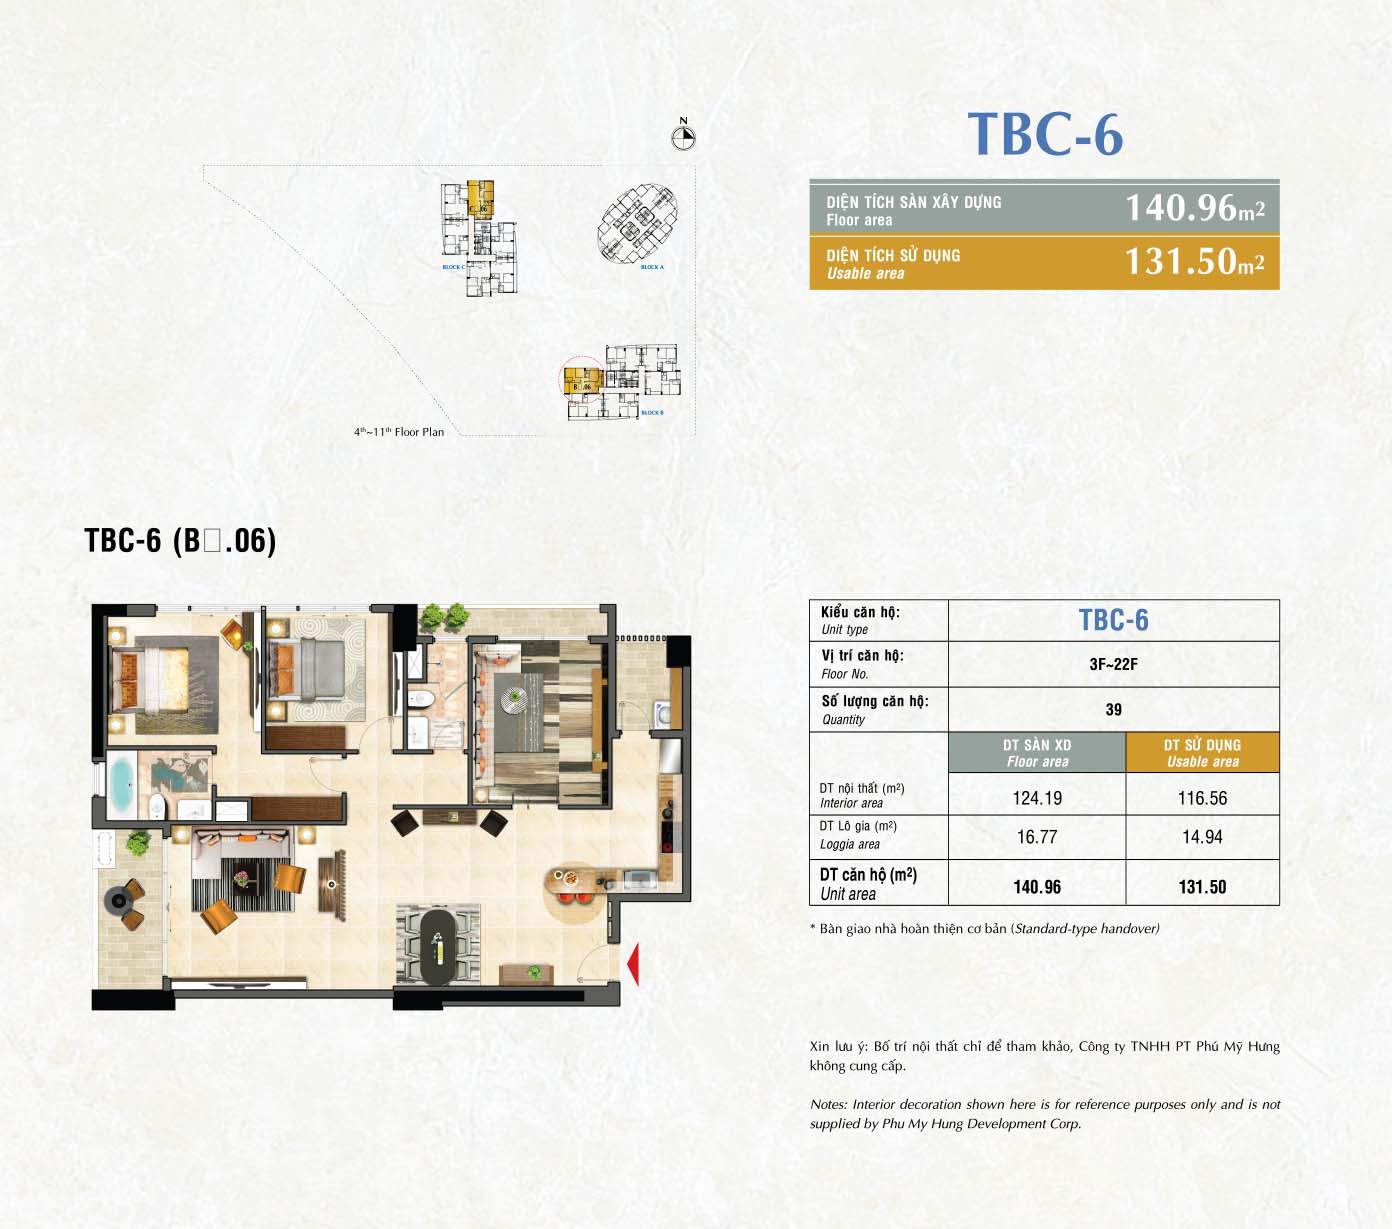 TBC-6
DIỆN TÍCH SÀN XÂY DỰNG
Floor area
140.96m2
DIỆN TÍCH SỬ DỤNG
Usable area
131.50m2
N
C□.06
BLOCK C
BLOCK A
B□.06
BLOCK B
4th~11th Floor Plan
TBC-6 (B□.06)
Kiểu căn hộ:
Unit type
TBC-6
Vị trí căn hộ:
Floor No.
3F~22F
Số lượng căn hộ:
Quantity
39
DT SÀN XD
Floor area
DT SỬ DỤNG
Usable area
DT nội thất (m2)
Interior area
124.19
116.56
DT Lô gia (m2)
Loggia area
16.77
14.94
DT căn hộ (m2)
Unit area
140.96
131.50
* Bàn giao nhà hoàn thiện cơ bản (Standard-type handover)
Xin lưu ý: Bố trí nội thất chỉ để tham khảo, Công ty TNHH PT Phú Mỹ Hưng
không cung cấp.
Notes: Interior decoration shown here is for reference purposes only and is not
supplied by Phu My Hung Development Corp.